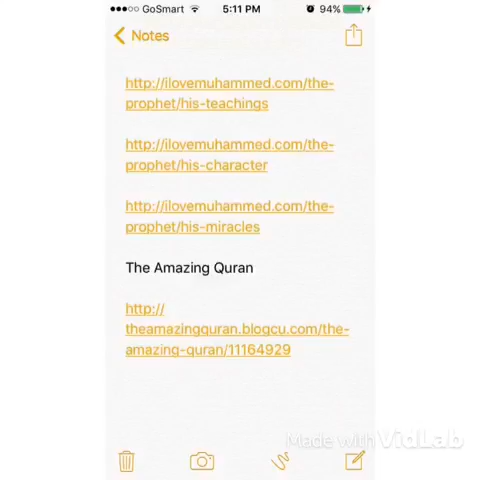 GoSmart 5:11 PM 94%
Notes
http://ilovemuhammed.com/the-
prophet/his-teachings
http://ilovemuhammed.com/the-
prophet/his-character
http://ilovemuhammed.com/the-
prophet/his-miracles
The Amazing Quran
http://
theamazingquran.blogcu.com/the-
amazing-quran/11164929
Made with VidLab